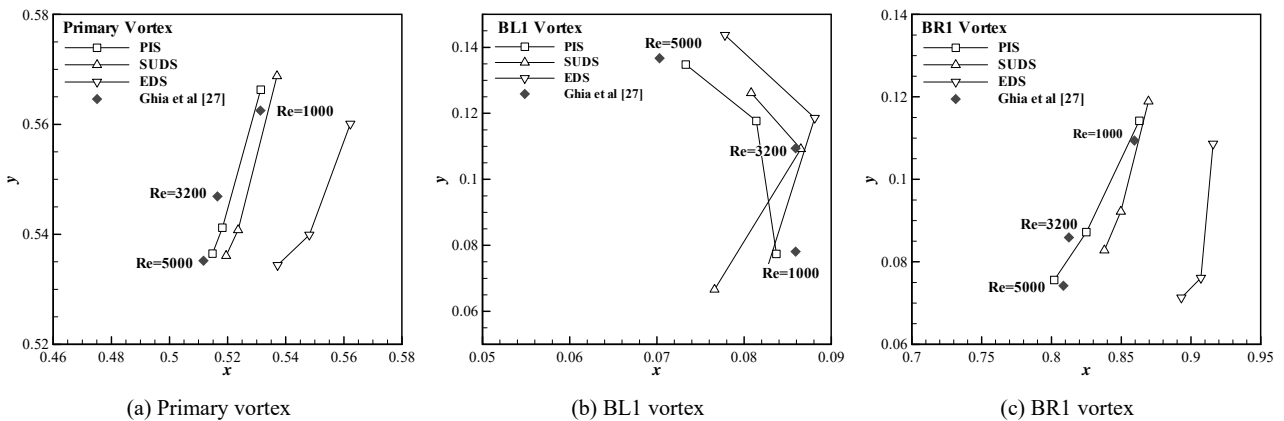 0.58
0.56
0.54
0.52
y
0.46
0.48
0.5
0.52
0.54
0.56
0.58
x
Primary Vortex
PIS
SUDS
EDS
Ghia et al [27]
Re=1000
Re=3200
Re=5000
(a) Primary vortex
0.14
0.12
0.1
0.08
0.06
y
0.05
0.06
0.07
0.08
0.09
x
BL1 Vortex
PIS
SUDS
EDS
Ghia et al [27]
Re=5000
Re=3200
Re=1000
(b) BL1 vortex
0.14
0.12
0.1
0.08
0.06
y
0.7
0.75
0.8
0.85
0.9
0.95
x
BR1 Vortex
PIS
SUDS
EDS
Ghia et al [27]
Re=1000
Re=3200
Re=5000
(c) BR1 vortex